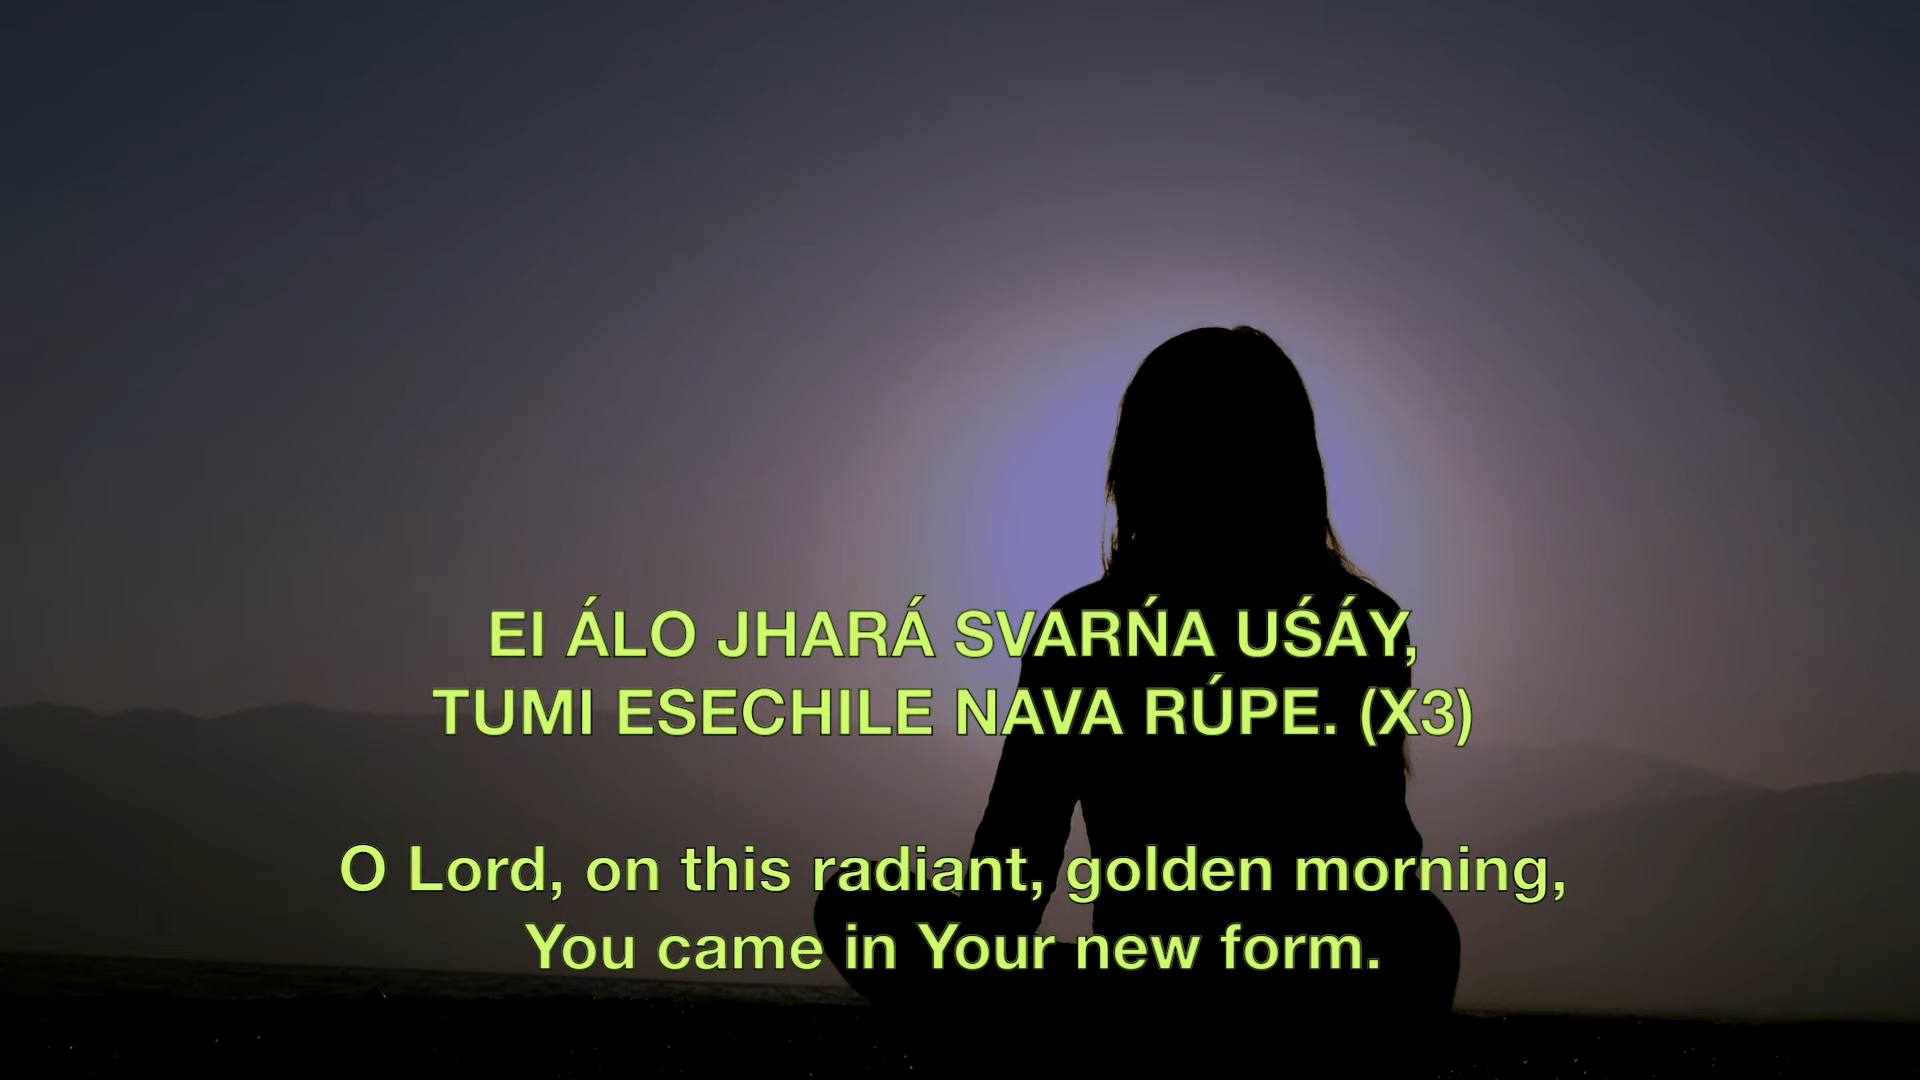 EI ÁLO JHARÁ SVARŃA UŚÁY,
TUMI ESECHILE NAVA RÚPE. (X3)
O Lord, on this radiant, golden morning,
You came in Your new form.